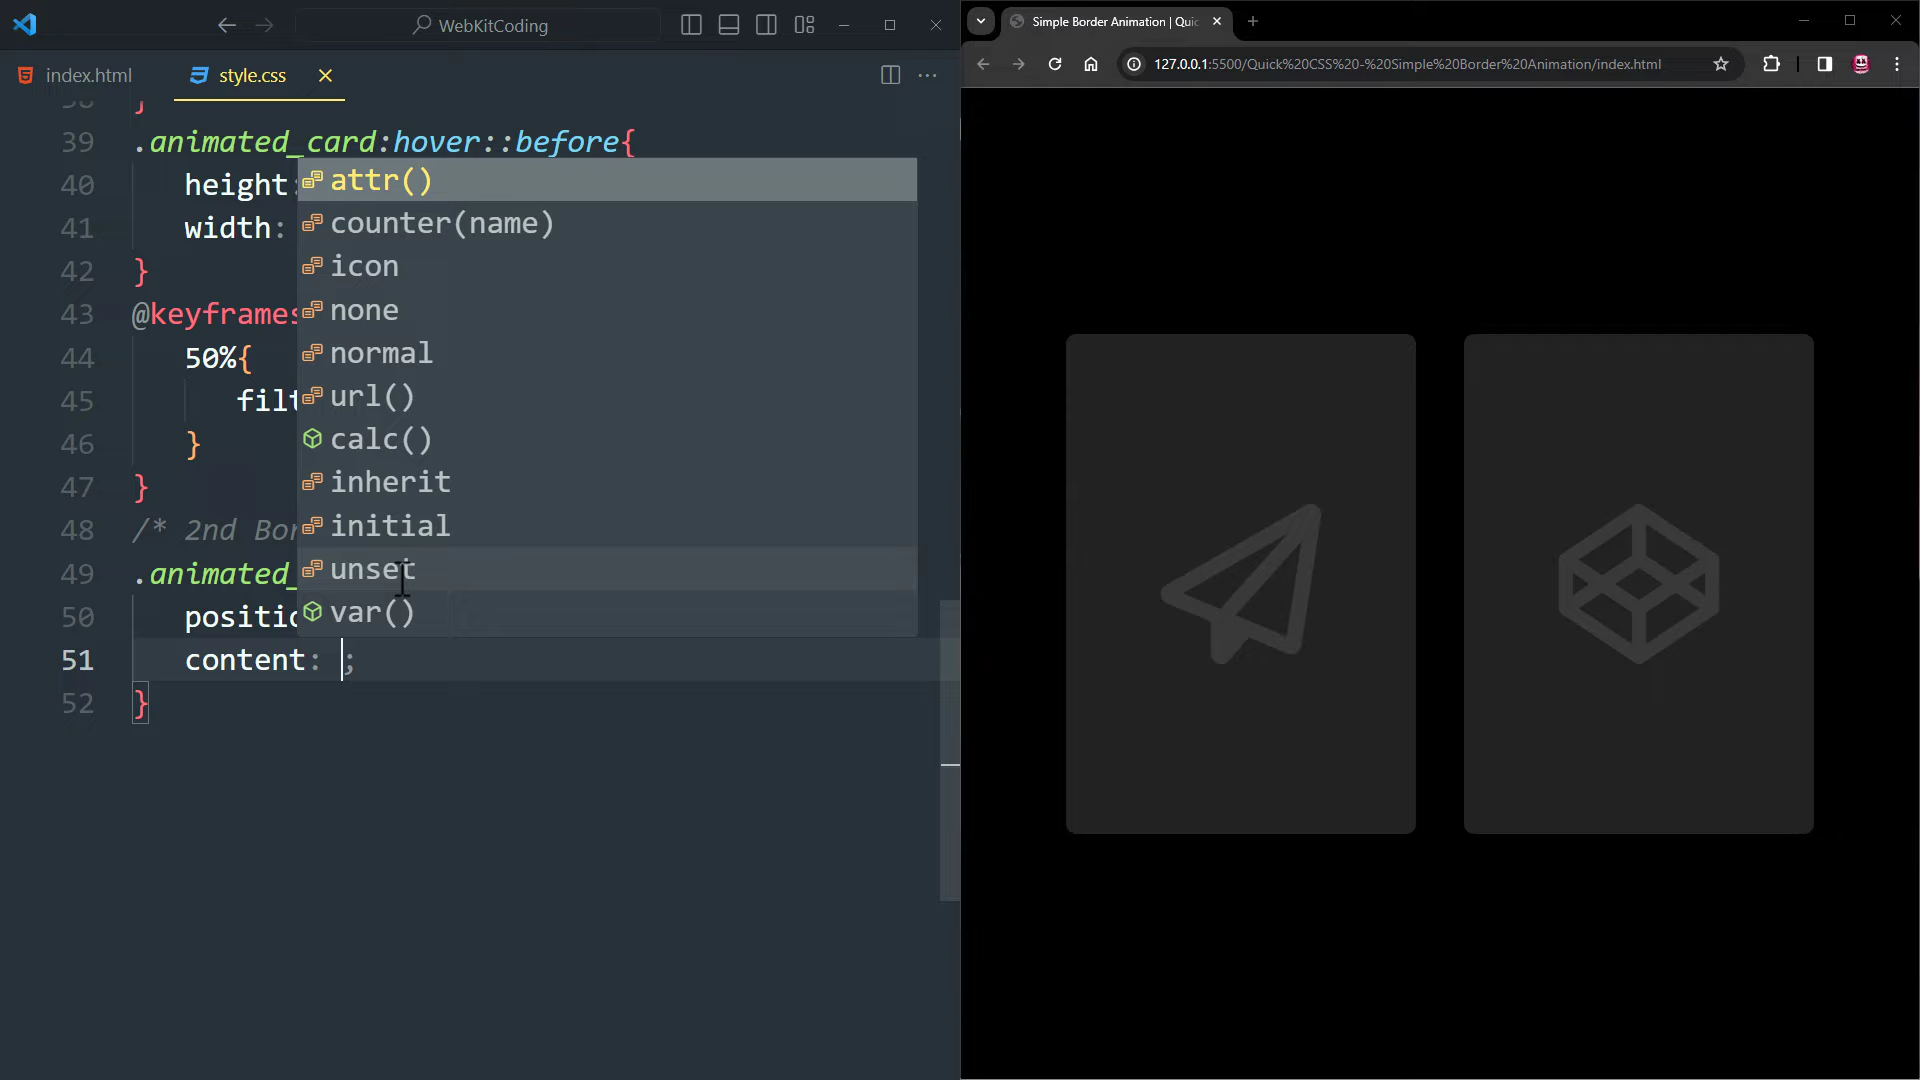 WebKitCoding
index.html
style.css
38 }
39 .animated_card:hover::before{
40 height:
41 width:
42 }
43 @keyframes
44 50%{
45 filt
46 }
47 }
48 /* 2nd Bor
49 .animated_
50 positio
51 content: ;
52 }
attr()
counter(name)
icon
none
normal
url()
calc()
inherit
initial
unset
var()
Simple Border Animation | Quic
127.0.0.1:5500/Quick%20CSS%20-%20Simple%20Border%20Animation/index.html